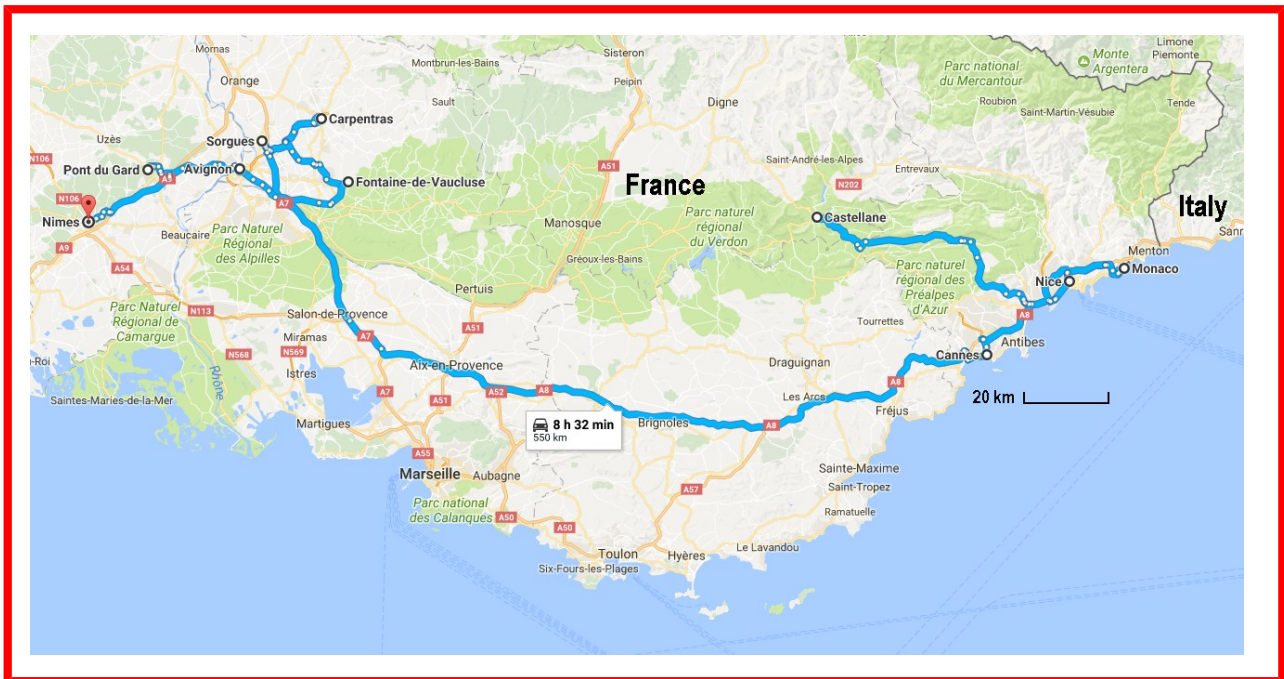 Mornas
Montbrun-les-Bains
Sisteron
Limone
Piemonte
Monte
Argentera
Parc national
du Mercantour
Orange
Peipin
Sault
Digne
Roubion
Tende
Saint-Martin-Vésubie
Carpentras
Uzès
Sorgues
N106
Pont du Gard
Avignon
A9
A51
Saint-André-les-Alpes
Entrevaux
Fontaine-de-Vaucluse
N202
France
N106
A7
Italy
Nimes
Beaucaire
Parc Naturel
Régional
des Alpilles
Manosque
Parc naturel
régional
du Verdon
Castellane
A9
A54
Gréoux-les-Bains
Menton
Monaco
Nice
Parc naturel
régional des
Préalpes
d'Azur
Pertuis
Parc Naturel
Régional de
Camargue
N113
Salon-de-Provence
A8
A51
Tourrettes
Antibes
Miramas
A7
N568
N569
Istres
Rhône
Aix-en-Provence
Draguignan
Cannes
A7
A51
A52
A8
A8
Les Arcs
Fréjus
20 km
Saintes-Maries-de-la-Mer
Martigues
8 h 32 min
550 km
Brignoles
A8
A55
Marseille
Aubagne
Sainte-Maxime
Saint-Tropez
Ramatuelle
A57
Parc national
des Calanques
A50
A50
Toulon
Hyères
Le Lavandou
Six-Fours-les-Plages